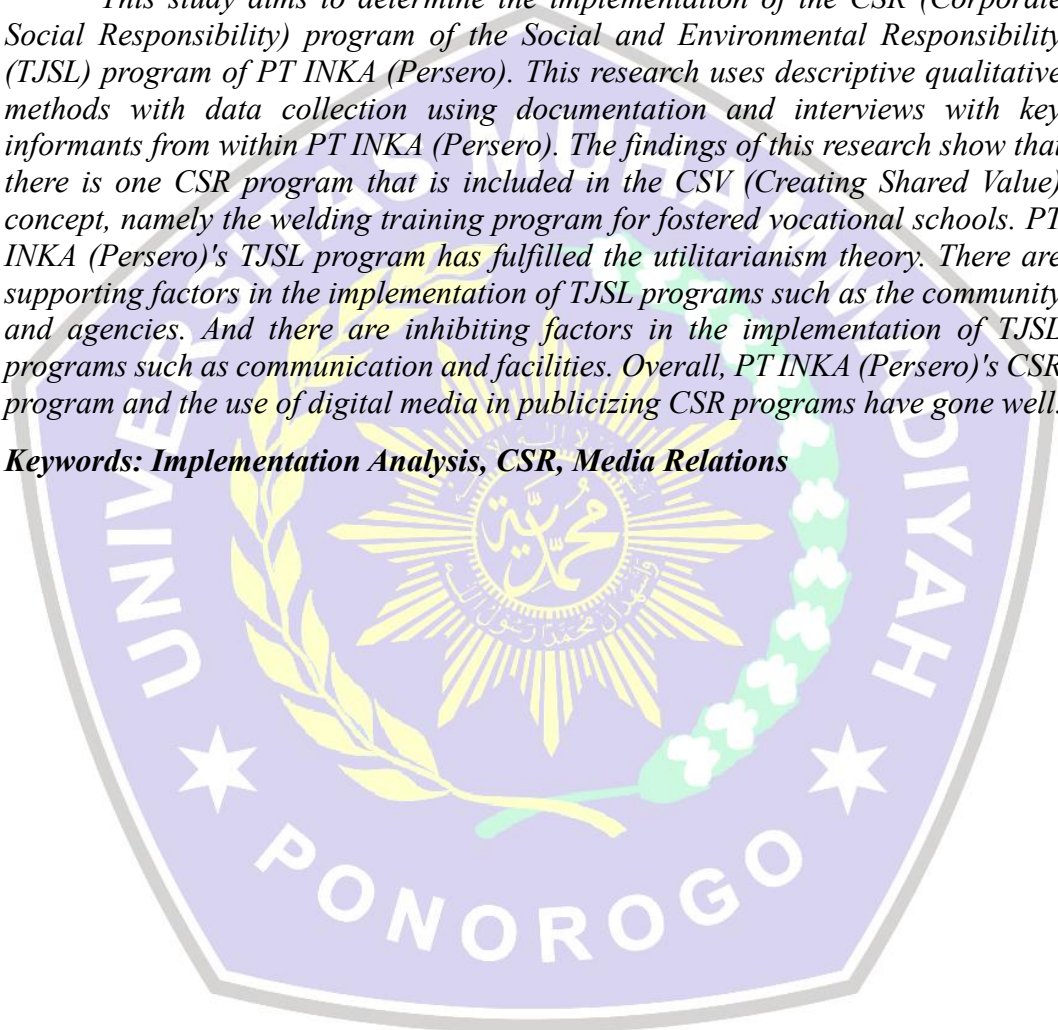 This study aims to determine the implementation of the CSR (Corporate
Social Responsibility) program of the Social and Environmental Responsibility
(TJSL) program of PT INKA (Persero). This research uses descriptive qualitative
methods with data collection using documentation and interviews with key
informants from within PT INKA (Persero). The findings of this research show that
there is one CSR program that is included in the CSV (Creating Shared Value)
concept, namely the welding training program for fostered vocational schools. PT
INKA (Persero)'s TJSL program has fulfilled the utilitarianism theory. There are
supporting factors in the implementation of TJSL programs such as the community
and agencies. And there are inhibiting factors in the implementation of TJSL
programs such as communication and facilities. Overall, PT INKA (Persero)'s CSR
program and the use of digital media in publicizing CSR programs have gone well.
Keywords: Implementation Analysis, CSR, Media Relations
UNIVERSITAS MUHAMMADIYAH
محمدية
PONOROGO